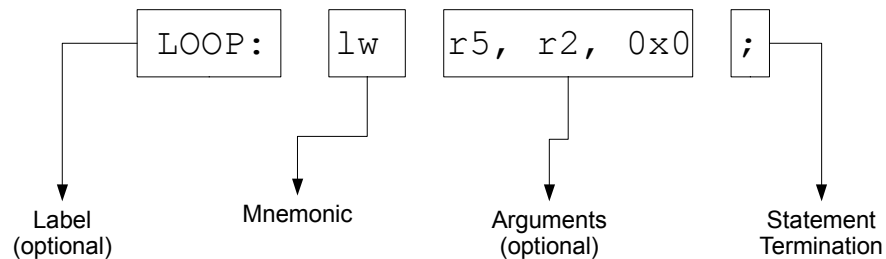 LOOP: lw r5, r2, 0x0 ;
Label
(optional)
Mnemonic
Arguments
(optional)
Statement
Termination